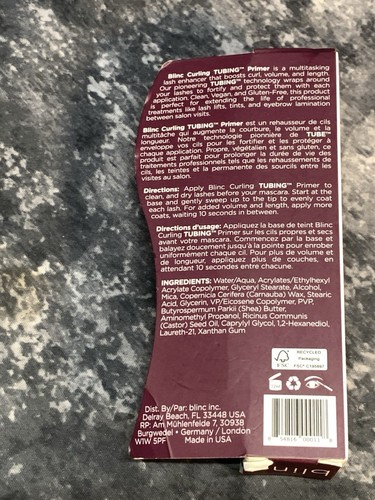 Blinc Curling TUBING™ Primer is a multitasking
lash enhancer that boosts curl, volume, and length.
Our pioneering TUBING™ technology wraps around
your lashes to fortify and protect them with each
application. Clean, Vegan, and Gluten-Free, this product
is perfect for extending the life of professional
lash lifts, tints, and eyebrow lamination
between salon visits.
Blinc Curling TUBING™ Primer est un rehausseur de cils
multitâche qui augmente la courbure, le volume et la
longueur. Notre technologie pionnière de TUBE™
enveloppe vos cils pour les fortifier et les protéger à
chaque application. Propre, végétalien et sans gluten, ce
produit est parfait pour prolonger la durée de vie des
traitements professionnels tels que les rehaussements de
cils, les teintes et la permanente des sourcils entre les
visites au salon.
Directions: Apply Blinc Curling TUBING™ Primer to
clean, and dry lashes before your mascara. Start at the
base and gently sweep up to the tip to evenly coat
each lash. For added volume and length, apply more
coats, waiting 10 seconds in between.
Directions d'usage: Appliquez la base de teint Blinc
Curling TUBING™ Primer sur les cils propres et secs
avant votre mascara. Commencez par la base et
balayez doucement jusqu'à la pointe pour enrober
uniformément chaque cil. Pour plus de volume et
de longueur, appliquez plus de couches, en
attendant 10 secondes entre chacune.
INGREDIENTS: Water/Aqua, Acrylates/Ethylhexyl
Acrylate Copolymer, Glyceryl Stearate, Alcohol,
Mica, Copernicia Cerifera (Carnauba) Wax, Stearic
Acid, Glycerin, VP/Eicosene Copolymer, PVP,
Butyrospermum Parkii (Shea) Butter,
Aminomethyl Propanol, Ricinus Communis
(Castor) Seed Oil, Caprylyl Glycol, 1,2-Hexanediol,
Laureth-21, Xanthan Gum
FSC
RECYCLED
Packaging
Dist. By/Par: blinc inc.
Delray Beach, FL 33448 USA
RP: Am Mühlenfelde 7, 30938
Burgwedel • Germany / London
W1W 5PF Made in USA
blinc